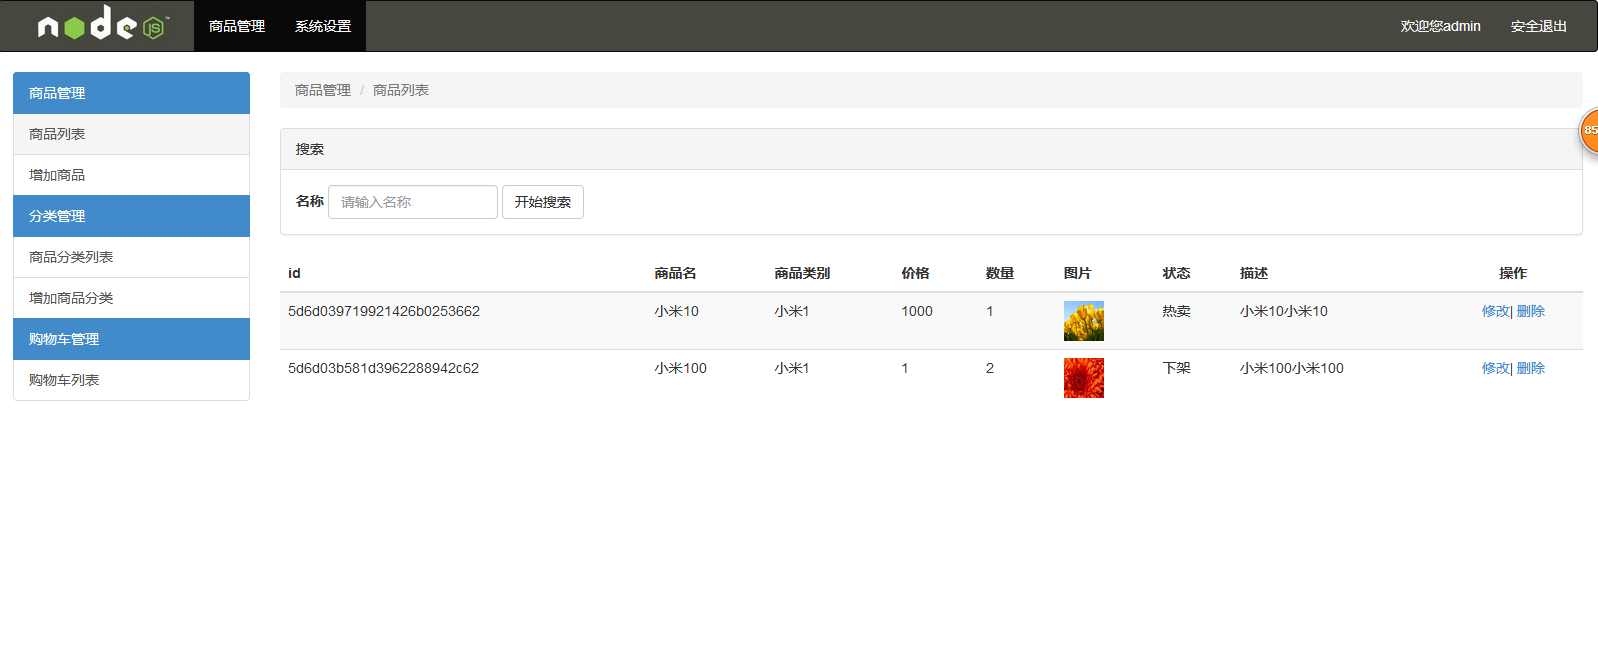 node JS ™ 商品管理 系统设置 欢迎您admin 安全退出
商品管理
商品列表
增加商品
分类管理
商品分类列表
增加商品分类
购物车管理
购物车列表
商品管理 / 商品列表
85
搜索
名称 请输入名称 开始搜索
id 商品名 商品类别 价格 数量 图片 状态 描述 操作
5d6d039719921426b0253662 小米10 小米1 1000 1 热卖 小米10小米10 修改| 删除
5d6d03b581d3962288942c62 小米100 小米1 1 2 下架 小米100小米100 修改| 删除